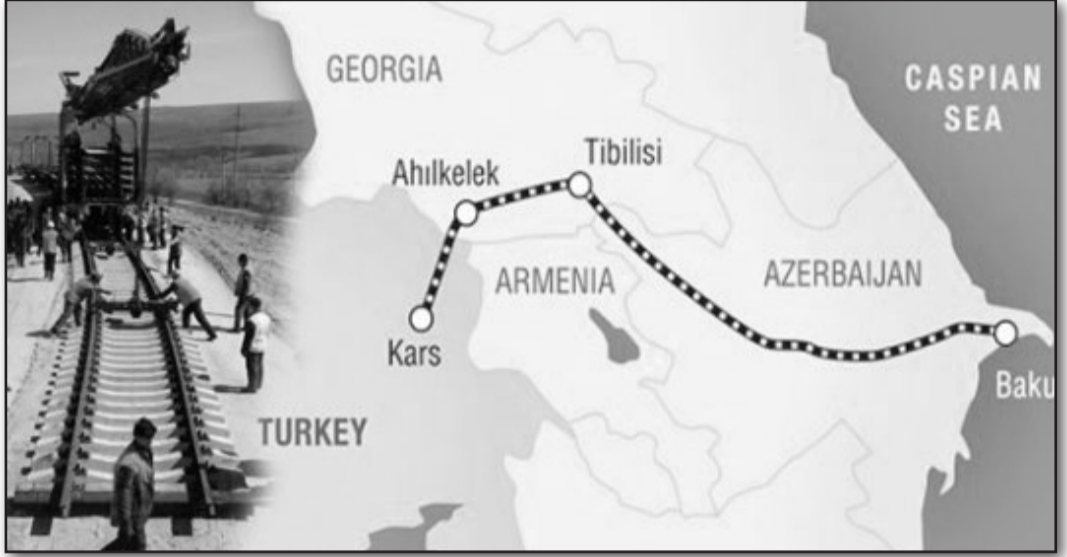 GEORGIA
CASPIAN
SEA
Tibilisi
Ahılkelek
ARMENIA
AZERBAIJAN
Kars
Baku
TURKEY